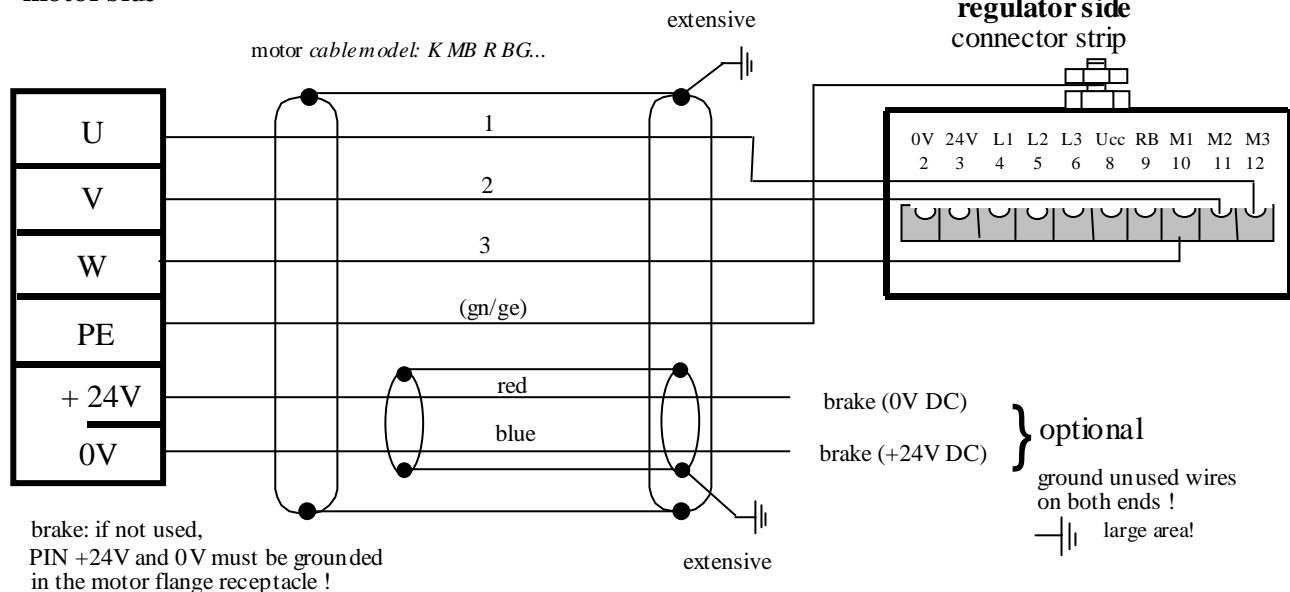 motor side
extensive
regulator side
connector strip
motor cable model: K MB R BG...
U
V
W
PE
+ 24V
0V
1
2
3
(gn/ge)
red
blue
0V 24V L1 L2 L3 Ucc RB M1 M2 M3
2 3 4 5 6 8 9 10 11 12
brake (0V DC)
brake (+24V DC)
} optional
ground unused wires
on both ends !
large area!
extensive
brake: if not used,
PIN +24V and 0V must be grounded
in the motor flange receptacle !